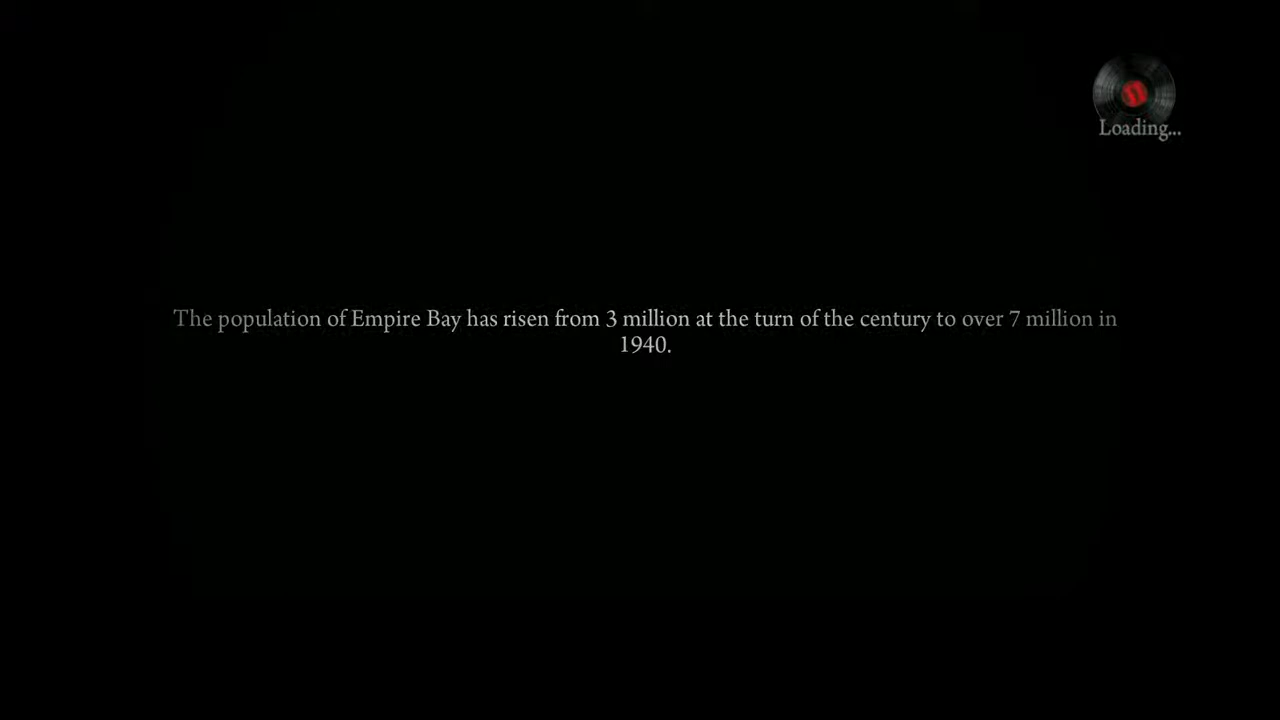 Loading...
The population of Empire Bay has risen from 3 million at the turn of the century to over 7 million in
1940.